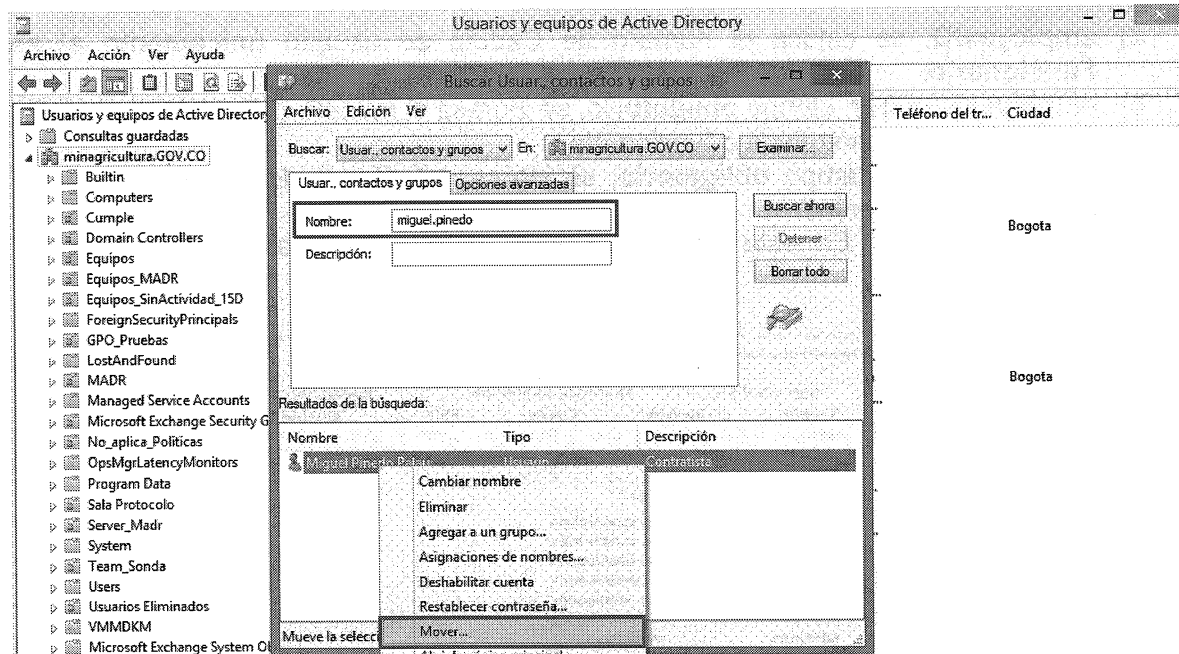 Usuarios y equipos de Active Directory
Archivo Acción Ver Ayuda
Usuarios y equipos de Active Director
Consultas guardadas
minagricultura.GOV.CO
Builtin
Computers
Cumple
Domain Controllers
Equipos
Equipos_MADR
Equipos_SinActividad_15D
ForeignSecurityPrincipals
GPO_Pruebas
LostAndFound
MADR
Managed Service Accounts
Microsoft Exchange Security G
No_aplica_Politicas
OpsMgrLatencyMonitors
Program Data
Sala Protocolo
Server_Madr
System
Team_Sonda
Users
Usuarios Eliminados
VMMDKM
Microsoft Exchange System Ob
Buscar Usuar., contactos y grupos
Archivo Edición Ver
Buscar: Usuar., contactos y grupos En: minagricultura.GOV.CO Examinar...
Usuar., contactos y grupos Opciones avanzadas
Nombre: miguel.pinedo
Descripción:
Buscar ahora
Detener
Borrar todo
Resultados de la búsqueda:
Nombre Tipo Descripción
Miguel Pinedo Usuario Contratista
Cambiar nombre
Eliminar
Agregar a un grupo...
Asignaciones de nombres...
Deshabilitar cuenta
Restablecer contraseña...
Mover...
Mueve la selecci
Teléfono del tr... Ciudad
Bogota
Bogota